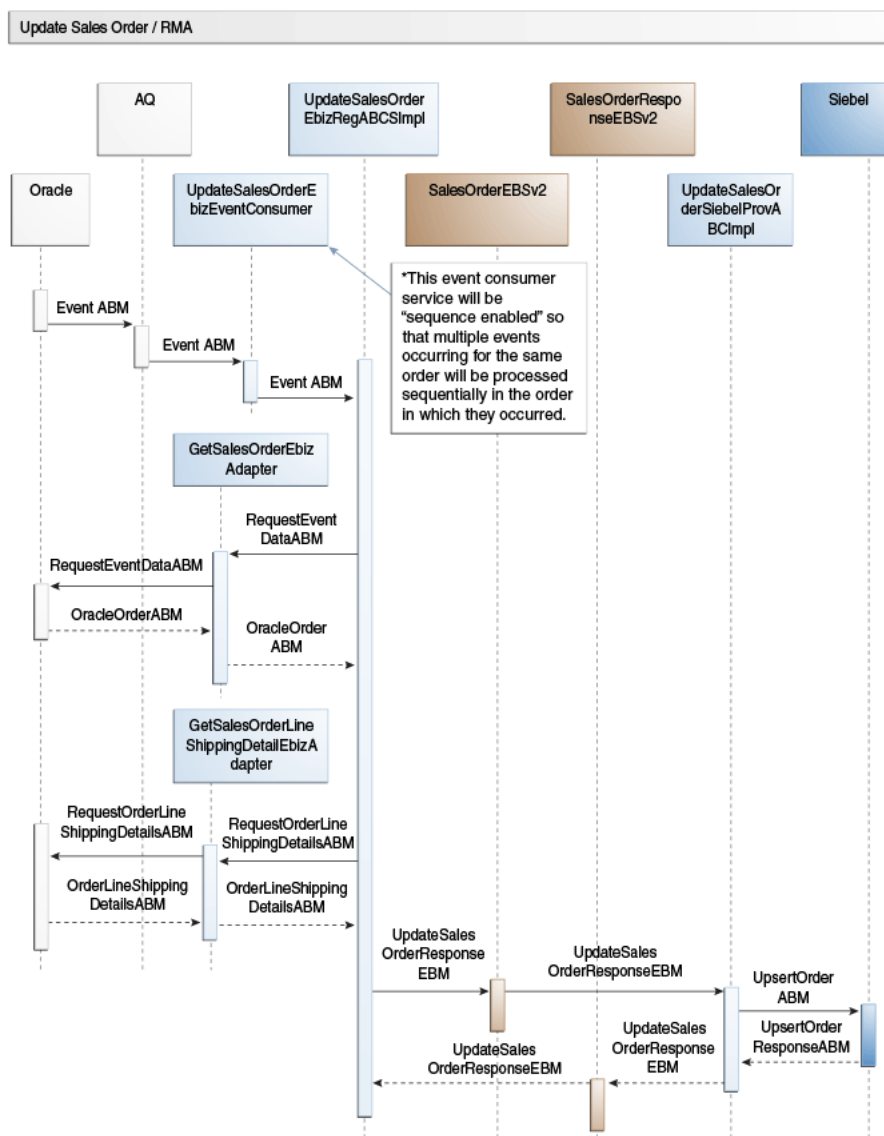 Update Sales Order / RMA
AQ
UpdateSalesOrder
EbizRegABCSImpl
SalesOrderRespo
nseEBSv2
Siebel
Oracle
UpdateSalesOrderE
bizEventConsumer
SalesOrderEBSv2
UpdateSalesOr
derSiebelProvA
BCImpl
*This event consumer
service will be
“sequence enabled” so
that multiple events
occurring for the same
order will be processed
sequentially in the order
in which they occurred.
Event ABM
Event ABM
Event ABM
GetSalesOrderEbiz
Adapter
RequestEvent
DataABM
RequestEventDataABM
OracleOrderABM
OracleOrder
ABM
GetSalesOrderLine
ShippingDetailEbizA
dapter
RequestOrderLine
ShippingDetailsABM
RequestOrderLine
ShippingDetailsABM
OrderLineShipping
DetailsABM
OrderLineShipping
DetailsABM
UpdateSales
OrderResponse
EBM
UpdateSales
OrderResponseEBM
UpsertOrder
ABM
UpsertOrder
ResponseABM
UpdateSales
OrderResponse
EBM
UpdateSales
OrderResponseEBM